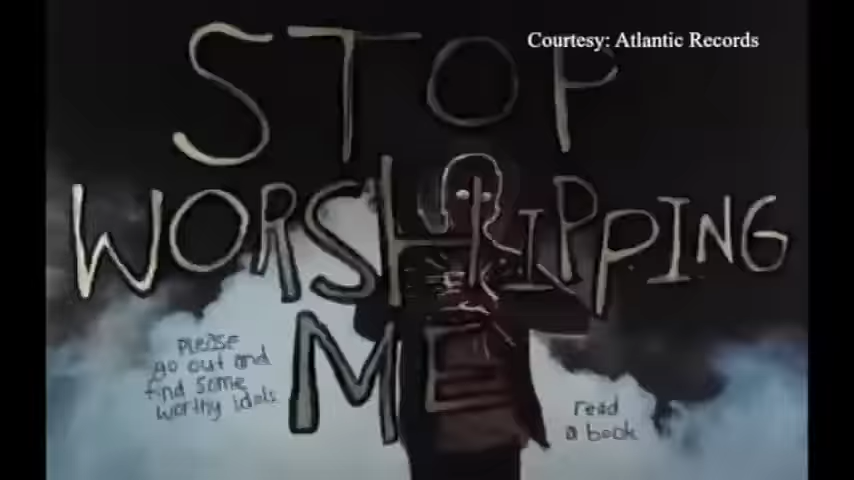 Courtesy: Atlantic Records
STOP
WORSHIPPING
ME
please
go out and
find some
worthy idols
read
a book